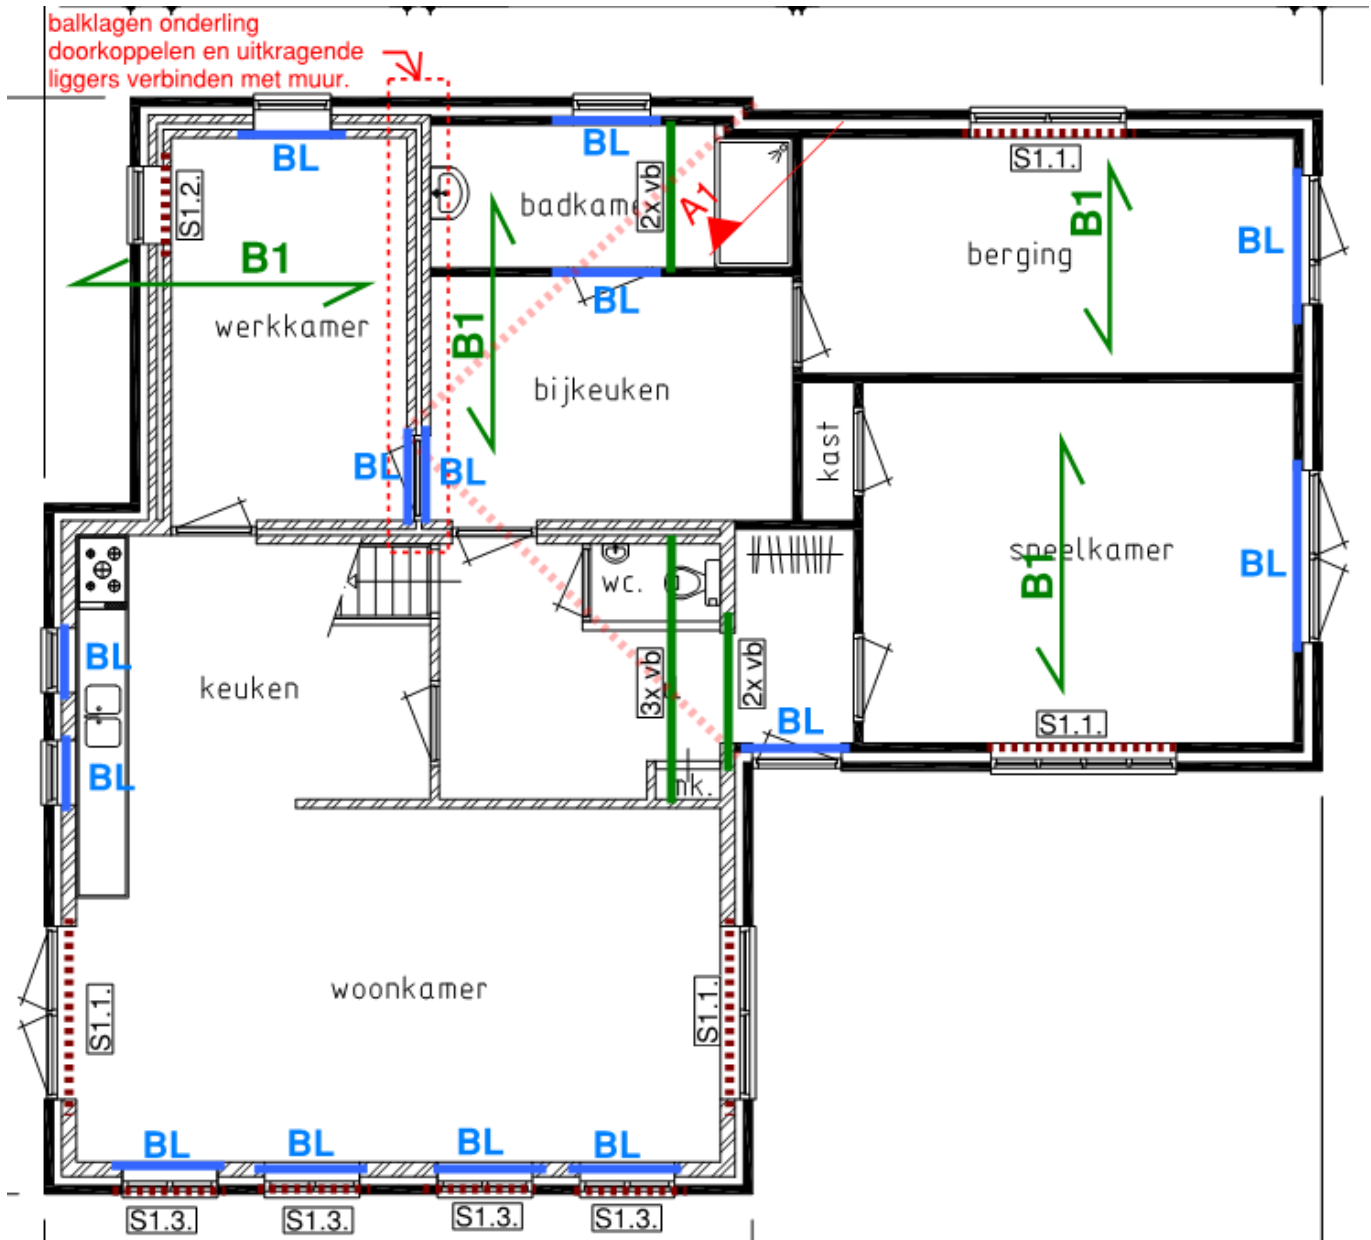 balklagen onderling
doorkoppelen en uitkragende
liggers verbinden met muur.
BL
BL
S1.1.
S1.2.
2x vb
A1
badkamer
B1
BL
B1
berging
BL
B1
werkkamer
bijkeuken
BL
BL
kast
speelkamer
B1
BL
wc.
BL
keuken
3x vb
2x vb
BL
S1.1.
BL
mk.
woonkamer
S1.1.
S1.1.
BL
BL
BL
BL
S1.3.
S1.3.
S1.3.
S1.3.